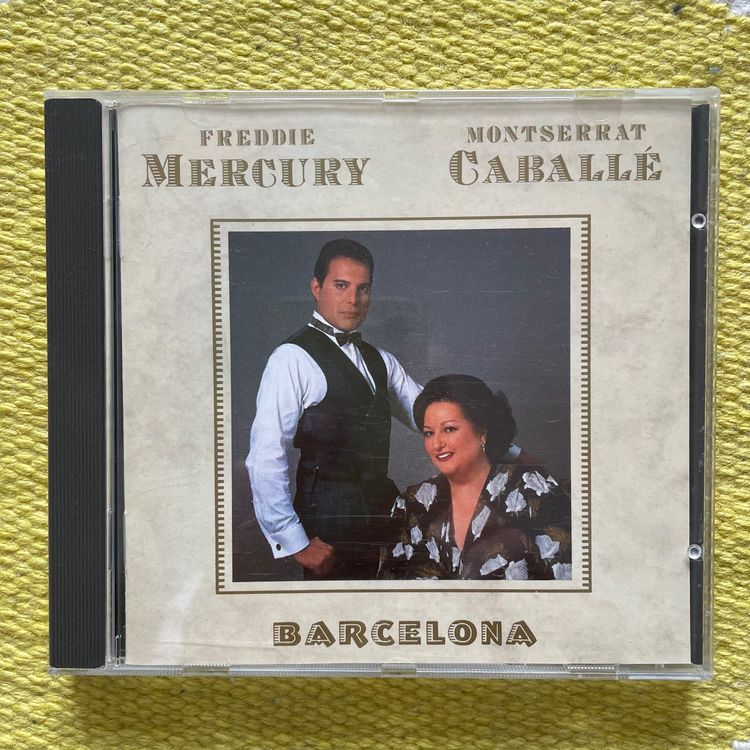 FREDDIE
MERCURY
MONTSERRAT
CABALLÉ
BARCELONA